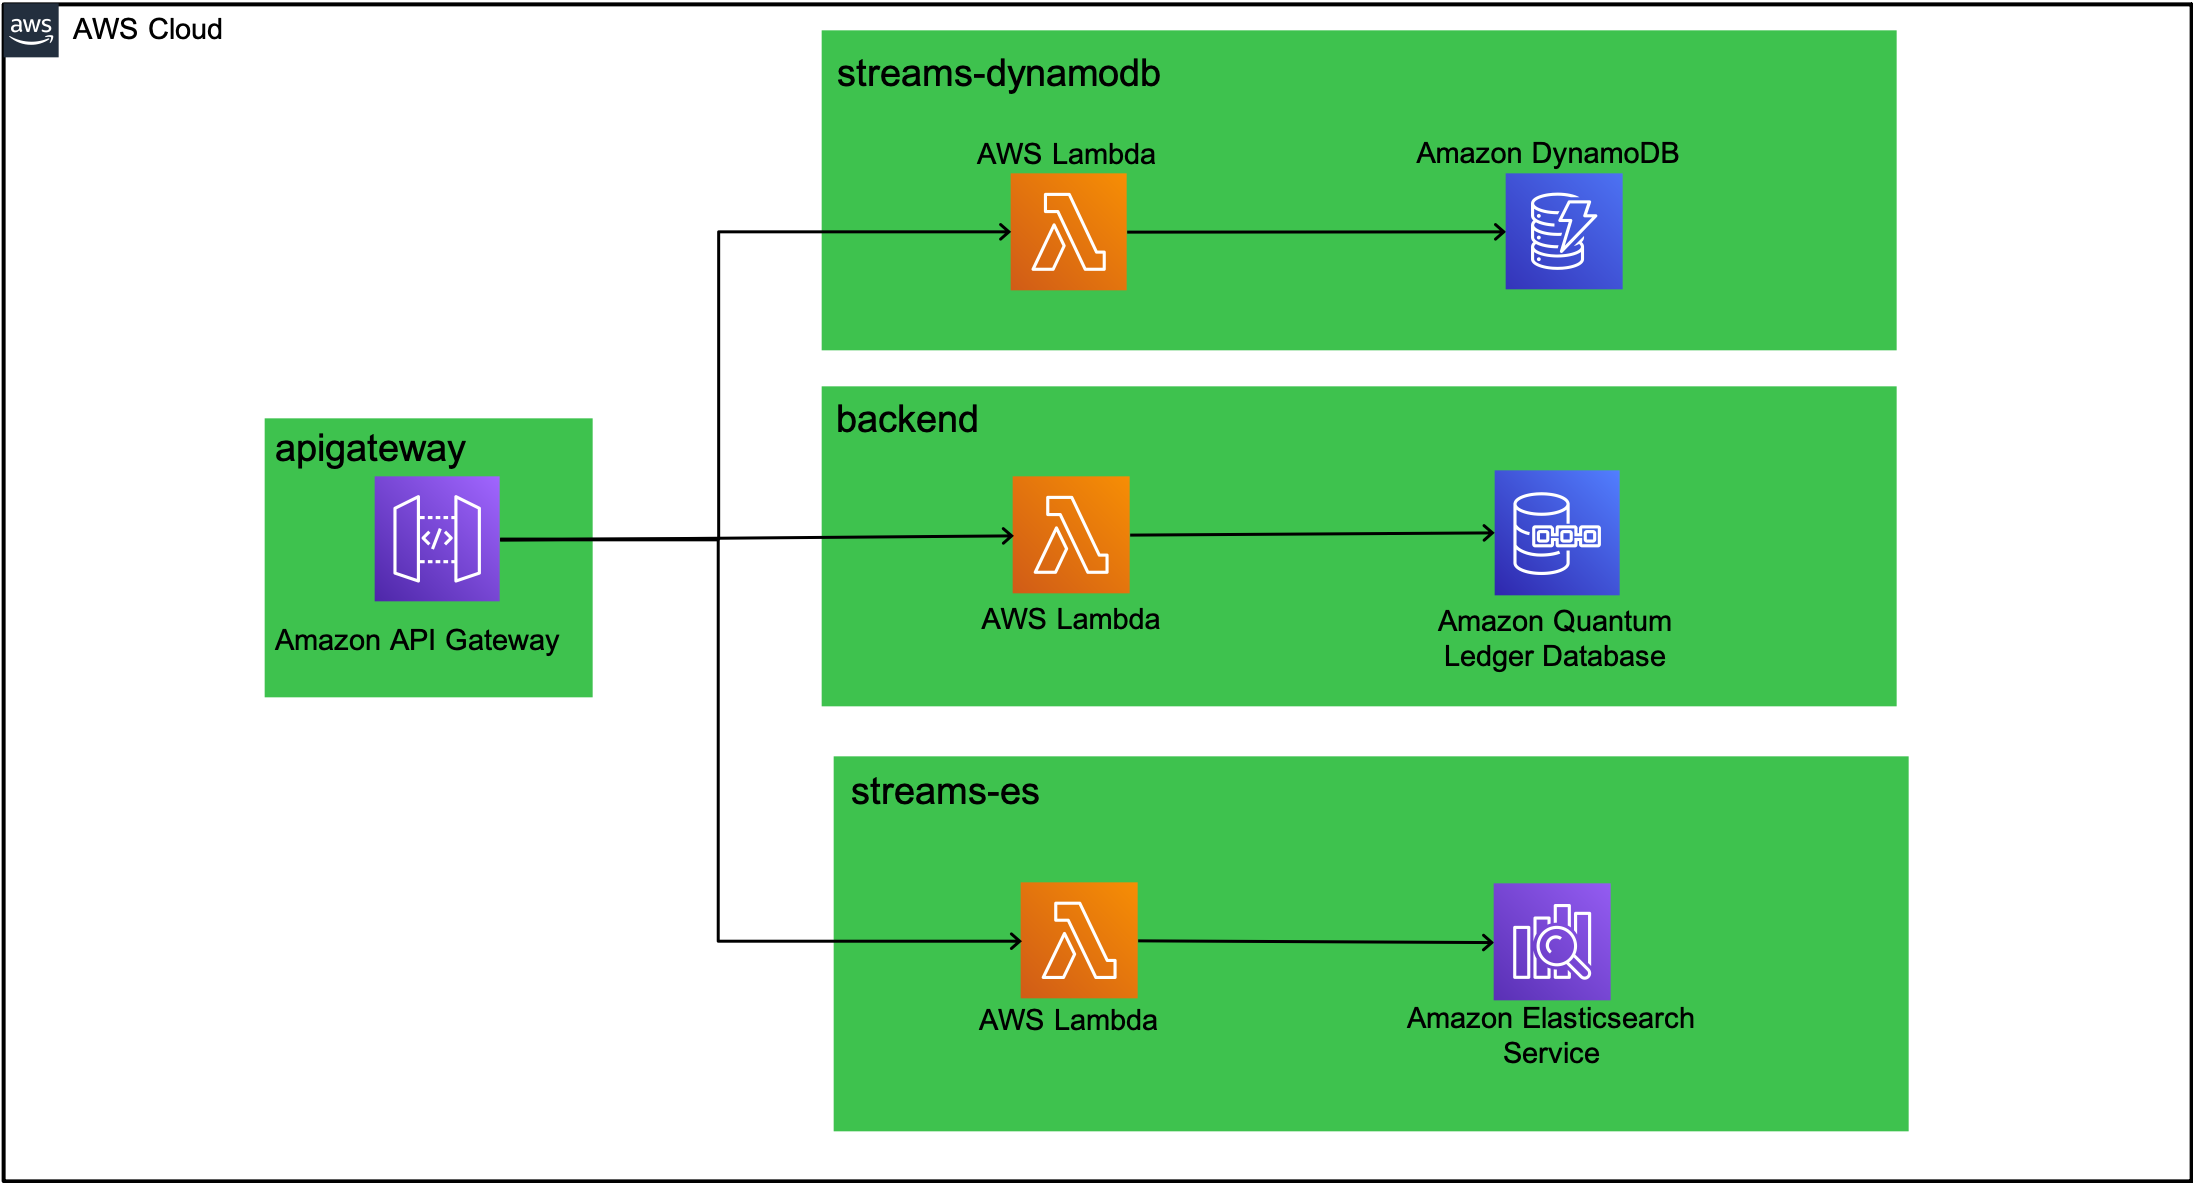 aws
AWS Cloud
streams-dynamodb
AWS Lambda
Amazon DynamoDB
backend
AWS Lambda
Amazon Quantum
Ledger Database
apigateway
</>
Amazon API Gateway
streams-es
AWS Lambda
Amazon Elasticsearch
Service